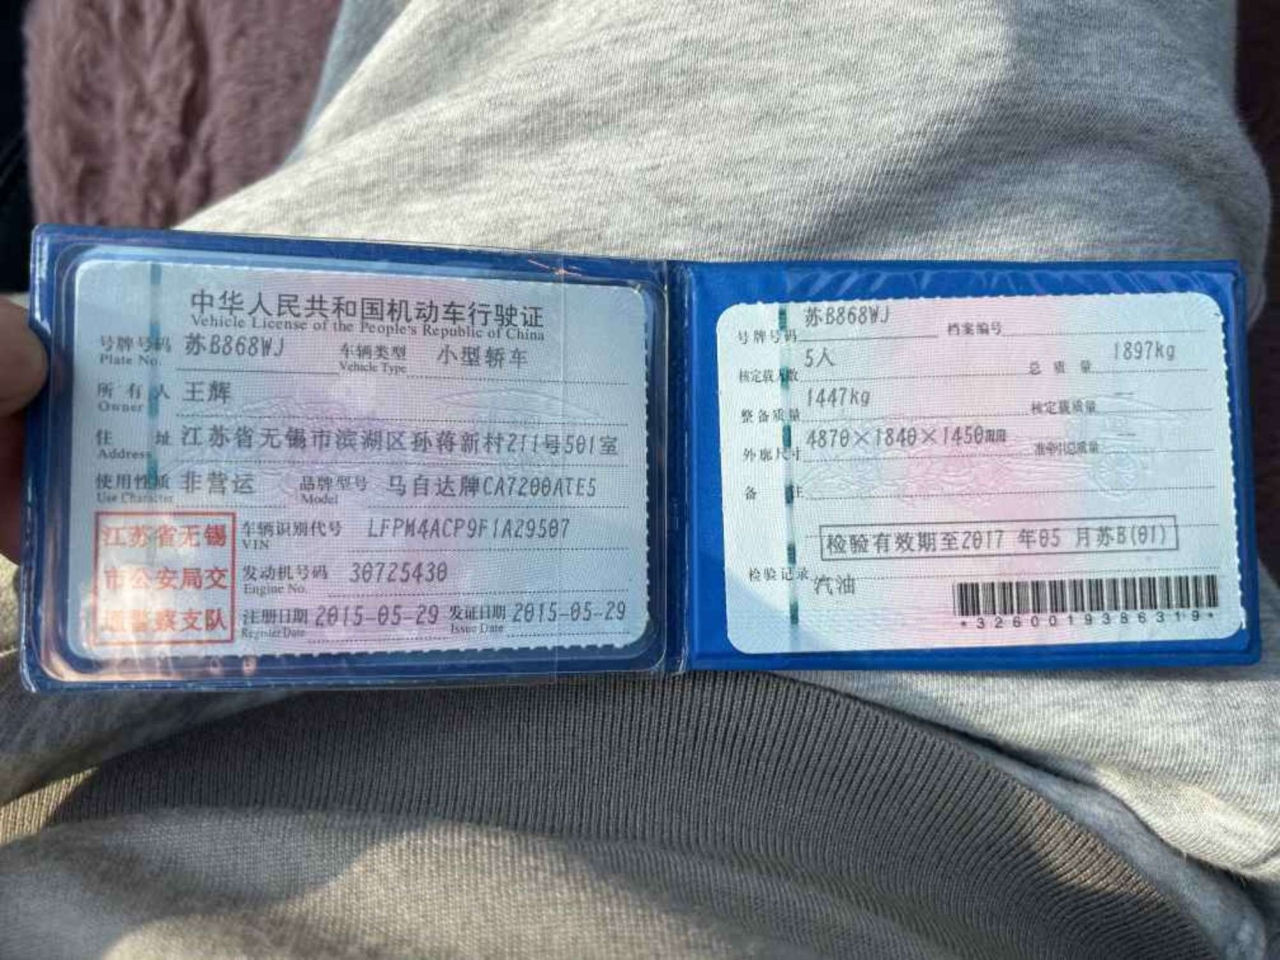 中华人民共和国机动车行驶证
Vehicle License of the People's Republic of China
号牌号码 苏B868WJ 车辆类型 小型轿车
Plate No. Vehicle Type
所有人 王辉
Owner
住址 江苏省无锡市滨湖区孙蒋新村211号501室
Address
使用性质 非营运 品牌型号 马自达牌CA7200ATE5
Use Character Model
江苏省无锡
市公安局交
通警察支队
车辆识别代号 LFPM4ACP9F1A29507
VIN
发动机号码 30725430
Engine No.
注册日期 2015-05-29 发证日期 2015-05-29
Register Date Issue Date
号牌号码 苏B868WJ 档案编号
核定载人数 5人 总质量 1897kg
整备质量 1447kg 核定载质量 —
外廓尺寸 4870×1840×1450 准牵引总质量 —
备注
检验有效期至2017 年05 月苏B(01)
检验记录
汽油
*3260019386319*